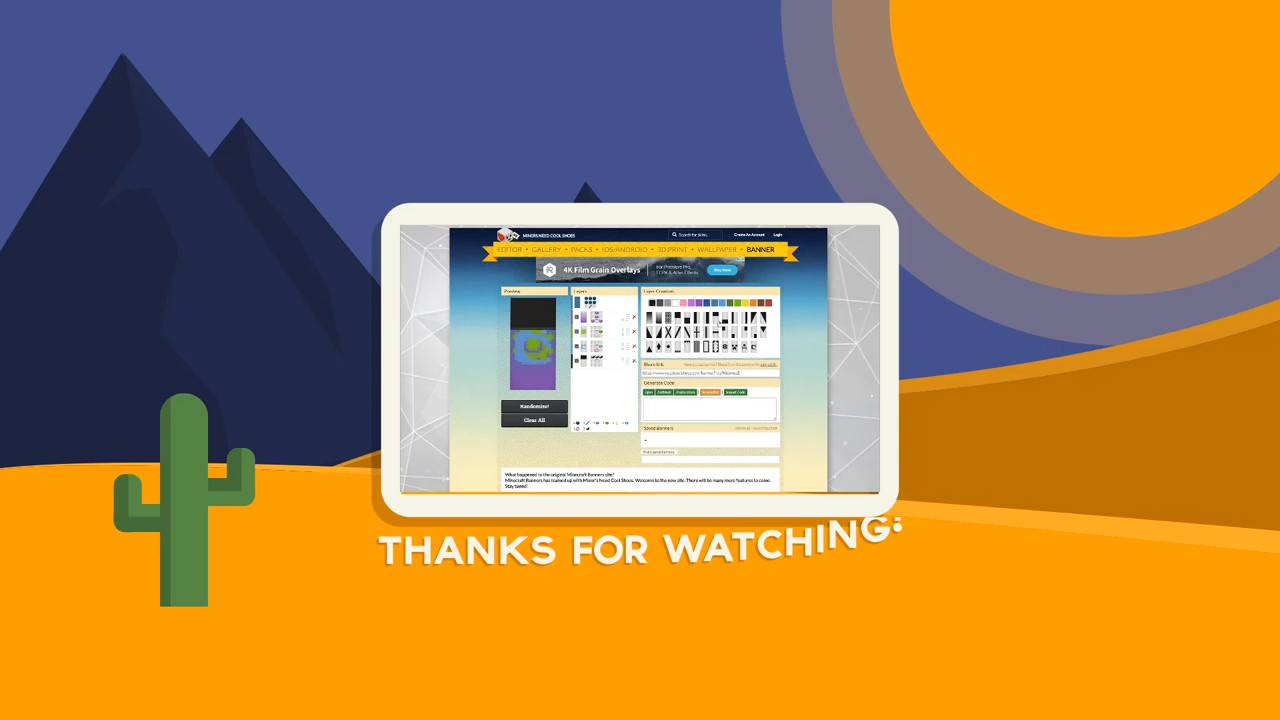 MINERS NEED COOL SHOES
Search for skins..
Create An Account
Login
EDITOR • GALLERY • PACKS • IOS/ANDROID • 3D PRINT • WALLPAPER • BANNER
4K Film Grain Overlays
Buy Now
Preview
Layers
Layer Creation
Share link
Generate Code
Randomize!
Clear All
Saved Banners
What happened to the original Minecraft Banners site?
Minecraft Banners has teamed up with Miner's Need Cool Shoes. Welcome to the new site. There will be many more features to come.
Stay tuned!
THANKS FOR WATCHING: